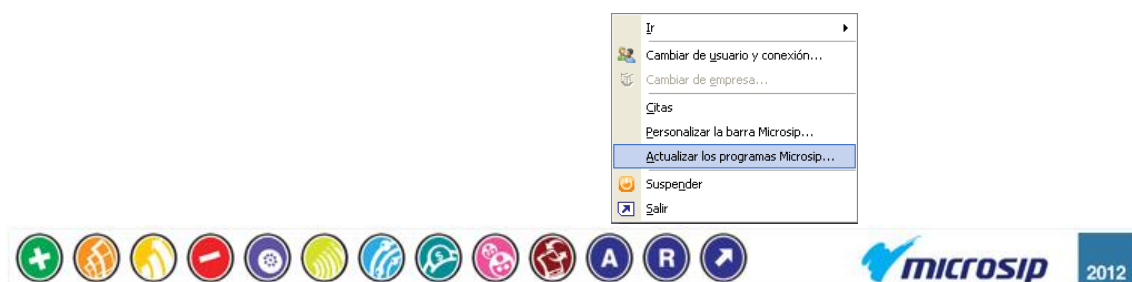 Ir
Cambiar de usuario y conexión...
Cambiar de empresa...
Citas
Personalizar la barra Microsip...
Actualizar los programas Microsip...
Suspender
Salir
A R
microsip 2012